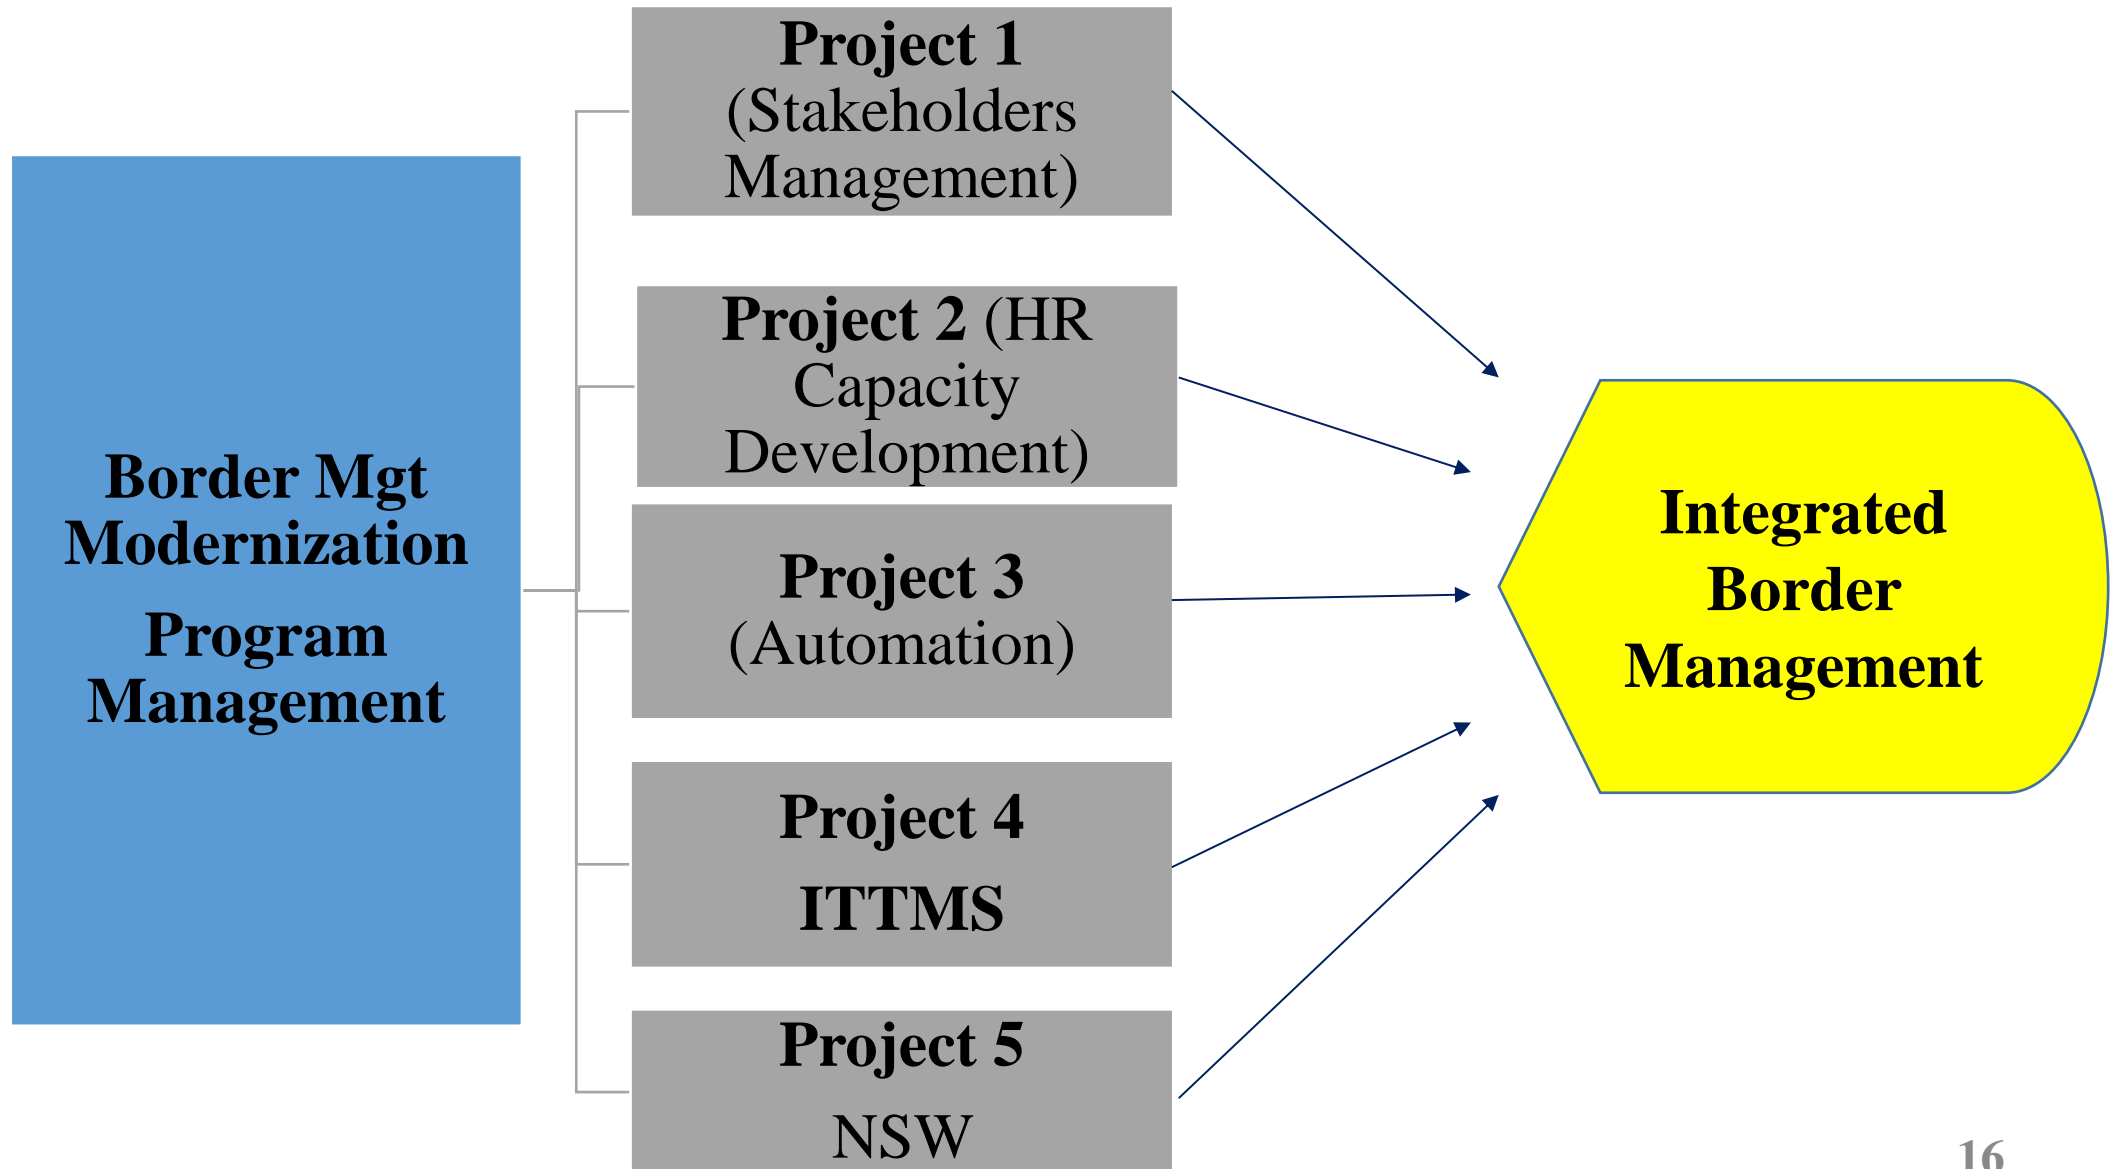 Border Mgt
Modernization
Program
Management
Project 1
(Stakeholders
Management)
Project 2 (HR
Capacity
Development)
Project 3
(Automation)
Project 4
ITTMS
Project 5
NSW
Integrated
Border
Management
16